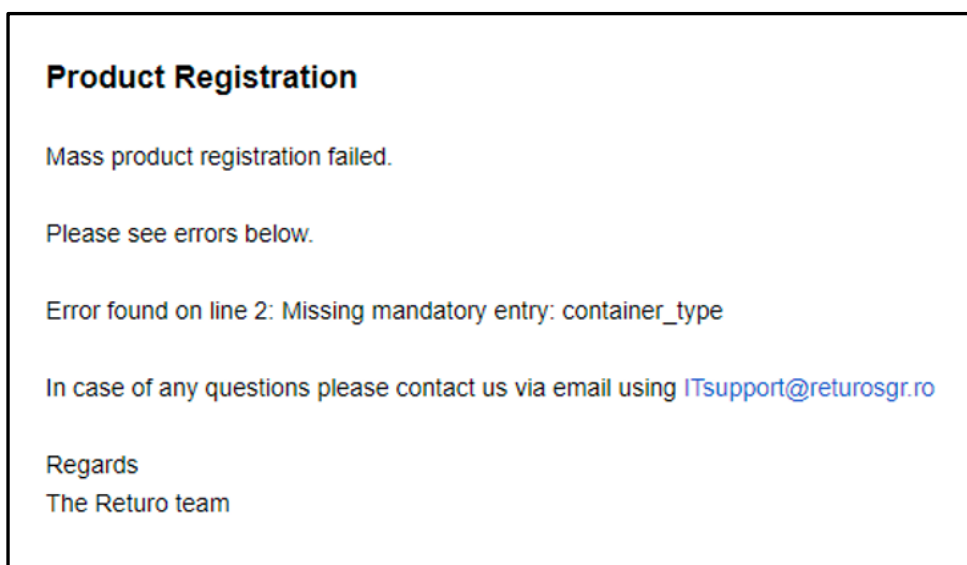 Product Registration
Mass product registration failed.
Please see errors below.
Error found on line 2: Missing mandatory entry: container_type
In case of any questions please contact us via email using ITsupport@returosgr.ro
Regards
The Returo team